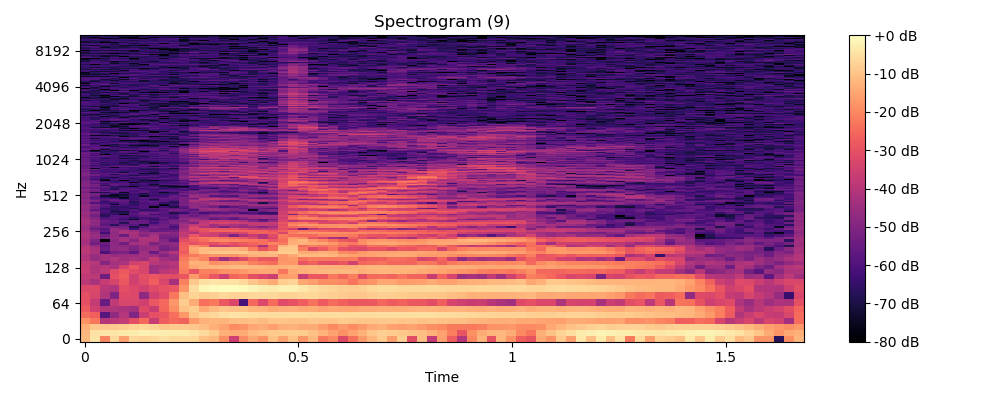 Spectrogram (9)
8192
4096
2048
1024
512
256
128
64
0
Hz
0
0.5
1
1.5
Time
+0 dB
-10 dB
-20 dB
-30 dB
-40 dB
-50 dB
-60 dB
-70 dB
-80 dB